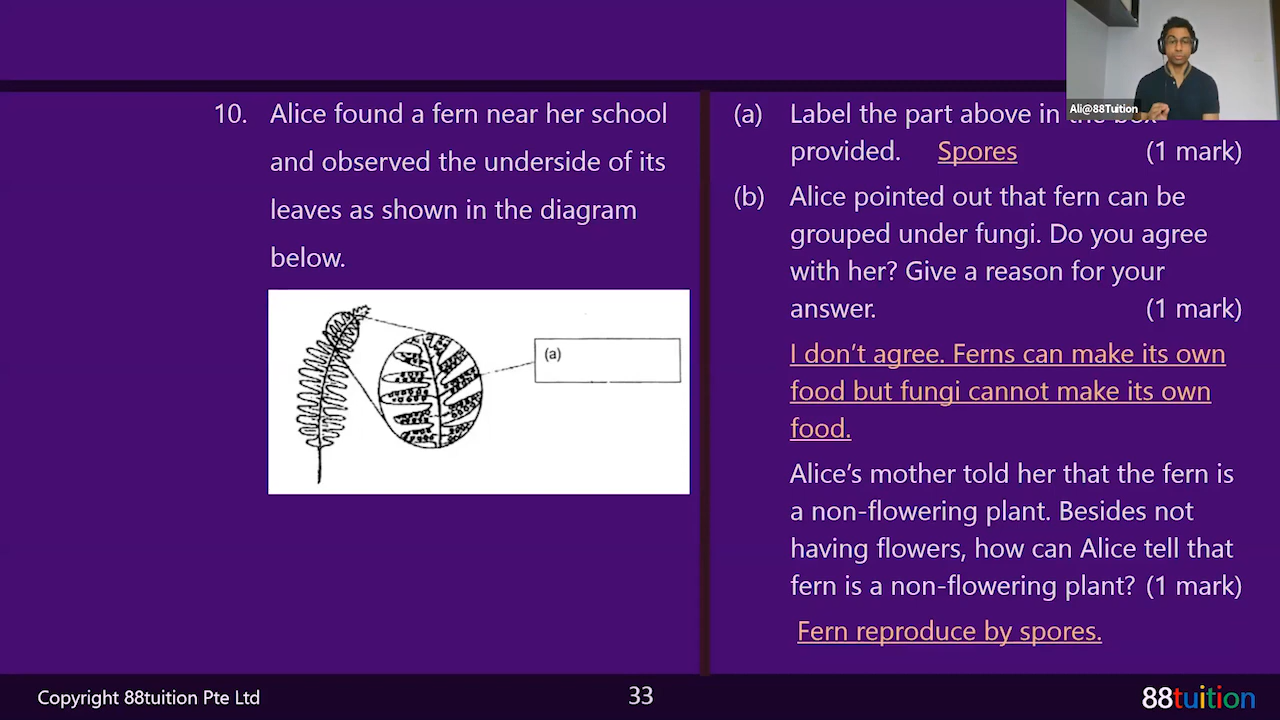 Ali@88Tuition
10. Alice found a fern near her school
and observed the underside of its
leaves as shown in the diagram
below.
(a)
(a) Label the part above in the box
provided. Spores (1 mark)
(b) Alice pointed out that fern can be
grouped under fungi. Do you agree
with her? Give a reason for your
answer. (1 mark)
I don't agree. Ferns can make its own
food but fungi cannot make its own
food.
Alice's mother told her that the fern is
a non-flowering plant. Besides not
having flowers, how can Alice tell that
fern is a non-flowering plant? (1 mark)
Fern reproduce by spores.
Copyright 88tuition Pte Ltd
33
88tuition